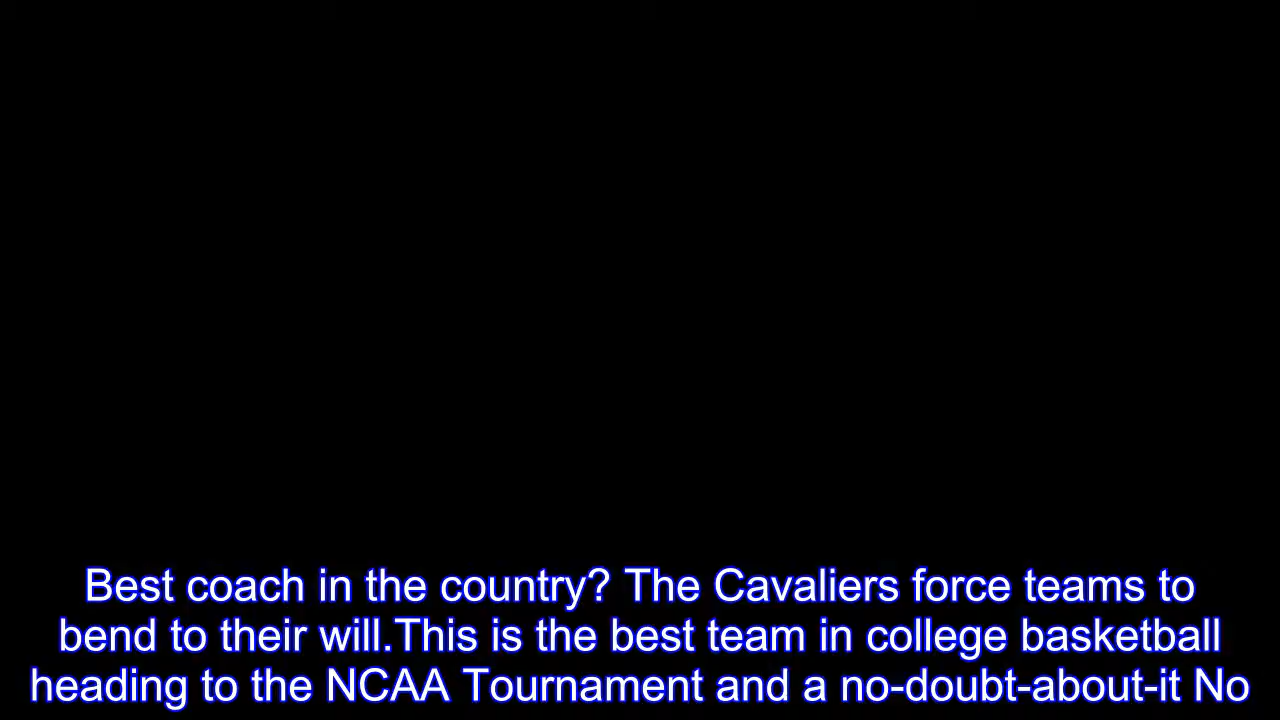 Best coach in the country? The Cavaliers force teams to
bend to their will.This is the best team in college basketball
heading to the NCAA Tournament and a no-doubt-about-it No